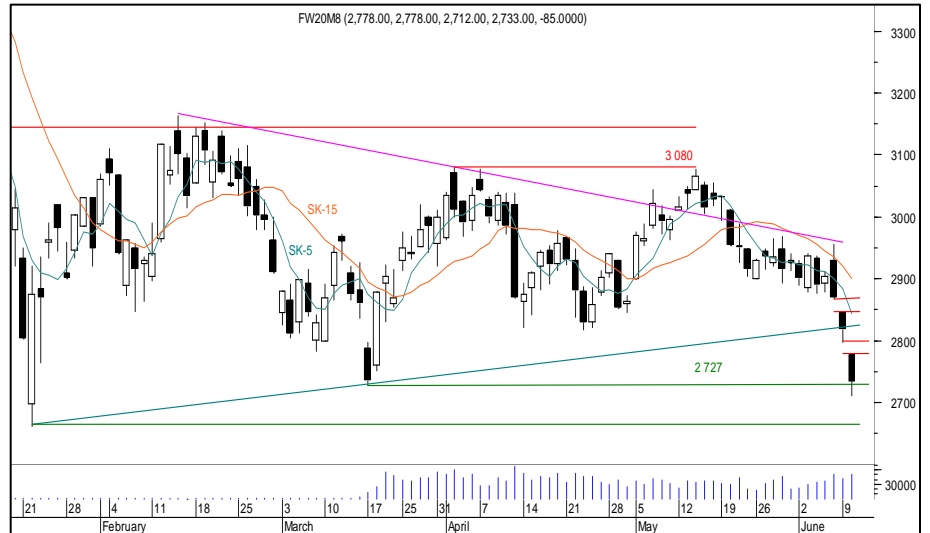 FW20M8 (2,778.00, 2,778.00, 2,712.00, 2,733.00, -85.0000)
3300
3200
3 080
3100
SK-15
3000
SK-5
2900
2800
2 727
2700
30000
21 28 4 11 18 25 3 10 17 25 31 7 14 21 28 5 12 19 26 2 9
February March April May June